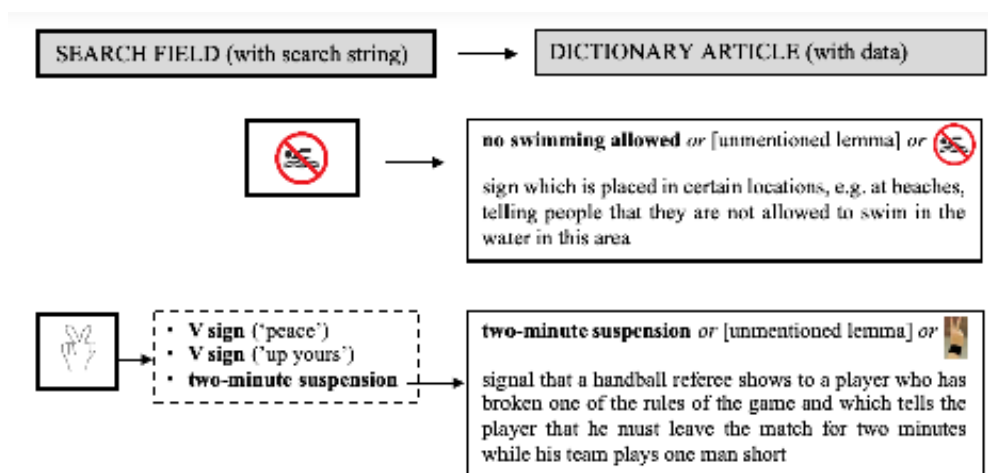 SEARCH FIELD (with search string)
DICTIONARY ARTICLE (with data)
no swimming allowed or [unmentioned lemma] or
sign which is placed in certain locations, e.g. at beaches,
telling people that they are not allowed to swim in the
water in this area
• V sign (‘peace’)
• V sign (’up yours’)
• two-minute suspension
two-minute suspension or [unmentioned lemma] or
signal that a handball referee shows to a player who has
broken one of the rules of the game and which tells the
player that he must leave the match for two minutes
while his team plays one man short